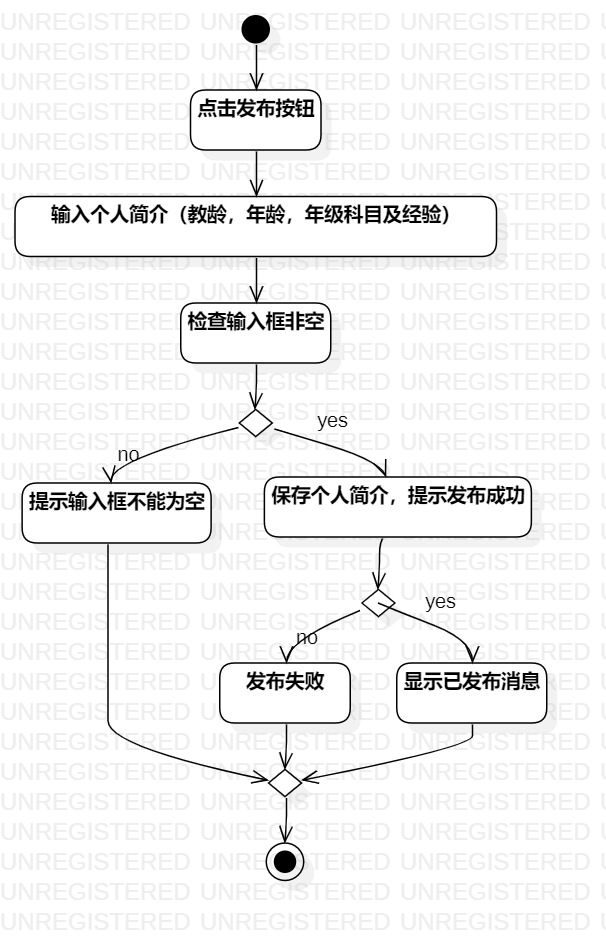 点击发布按钮
输入个人简介（教龄，年龄，年级科目及经验）
检查输入框非空
yes
no
提示输入框不能为空
保存个人简介，提示发布成功
yes
no
发布失败
显示已发布消息
UNREGISTERED